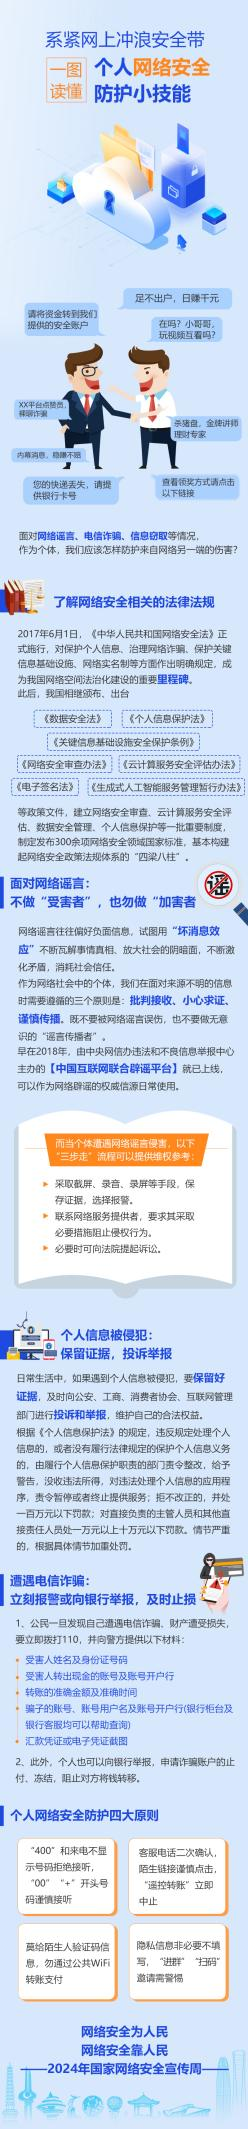 系紧网上冲浪安全带
一图
读懂
个人网络安全
防护小技能
足不出户，日赚千元
请将资金转到我们
提供的安全账户
在吗？小哥哥，
玩视频互看吗？
XX平台点赞员，
裸聊诈骗
杀猪盘，金牌讲师
理财专家
内幕消息，稳赚不赔
您的快递丢失，请提
供银行卡号
查看领奖方式请点击
以下链接
面对网络谣言、电信诈骗、信息窃取等情况，
作为个体，我们应该怎样防护来自网络另一端的伤害？
了解网络安全相关的法律法规
2017年6月1日，《中华人民共和国网络安全法》正
式施行，对保护个人信息、治理网络诈骗、保护关键
信息基础设施、网络实名制等方面作出明确规定，成
为我国网络空间法治化建设的重要里程碑。
此后，我国相继颁布、出台
《数据安全法》
《个人信息保护法》
《关键信息基础设施安全保护条例》
《网络安全审查办法》
《云计算服务安全评估办法》
《电子签名法》
《生成式人工智能服务管理暂行办法》
等政策文件，建立网络安全审查、云计算服务安全评
估、数据安全管理、个人信息保护等一批重要制度，
制定发布300余项网络安全领域国家标准，基本构建
起网络安全政策法规体系的“四梁八柱”。
面对网络谣言：
不做“受害者”，也勿做“加害者
谣
网络谣言往往偏好负面信息，试图用“坏消息效
应”不断瓦解事情真相、放大社会的阴暗面，不断激
化矛盾，消耗社会信任。
作为网络社会中的个体，我们在面对来源不明的信息
时需要遵循的三个原则是：批判接收、小心求证、
谨慎传播。既不要被网络谣言误伤，也不要做无意
识的“谣言传播者”。
早在2018年，由中央网信办违法和不良信息举报中心
主办的【中国互联网联合辟谣平台】就已上线，
可以作为网络辟谣的权威信源日常使用。
而当个体遭遇网络谣言侵害，以下
“三步走”流程可以提供维权参考：
采取截屏、录音、录屏等手段，保
存证据，选择报警。
联系网络服务提供者，要求其采取
必要措施阻止侵权行为。
必要时可向法院提起诉讼。
个人信息被侵犯：
保留证据，投诉举报
日常生活中，如果遇到个人信息被侵犯，要保留好
证据，及时向公安、工商、消费者协会、互联网管理
部门进行投诉和举报，维护自己的合法权益。
根据《个人信息保护法》的规定，违反规定处理个人
信息的，或者没有履行法律规定的保护个人信息义务
的，由履行个人信息保护职责的部门责令整改，给予
警告，没收违法所得，对违法处理个人信息的应用程
序，责令暂停或者终止提供服务；拒不改正的，并处
一百万元以下罚款；对直接负责的主管人员和其他直
接责任人员处一万元以上十万元以下罚款。情节严重
的，根据具体情节加重处罚。
遭遇电信诈骗：
立刻报警或向银行举报，及时止损
1、公民一旦发现自己遭遇电信诈骗、财产遭受损失，
要立即拨打110，并向警方提供以下材料：
受害人姓名及身份证号码
受害人转出现金的账号及账号开户行
转账的准确金额及准确时间
骗子的账号、账号用户名及账号开户行(银行柜台及
银行客服均可以帮助查询)
汇款凭证或电子凭证截图
2、此外，个人也可以向银行举报，申请诈骗账户的止
付、冻结，阻止对方将钱转移。
个人网络安全防护四大原则
“400”和来电不显
示号码拒绝接听，
“00”“+”开头号
码谨慎接听
客服电话二次确认，
陌生链接谨慎点击，
“遥控转账”立即
中止
莫给陌生人验证码信
息，勿通过公共WiFi
转账支付
隐私信息非必要不填
写，“进群”“扫码”
邀请需警惕
网络安全为人民
网络安全靠人民
——2024年国家网络安全宣传周——